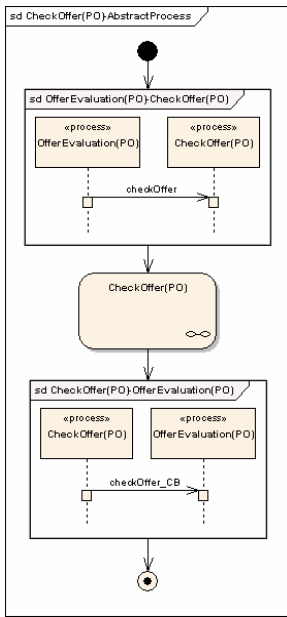 sd CheckOffer(PO)-AbstractProcess
sd OfferEvaluation(PO)-CheckOffer(PO)
«process» «process»
OfferEvaluation(PO) CheckOffer(PO)
checkOffer
CheckOffer(PO)
sd CheckOffer(PO)-OfferEvaluation(PO)
«process» «process»
CheckOffer(PO) OfferEvaluation(PO)
checkOffer_CB